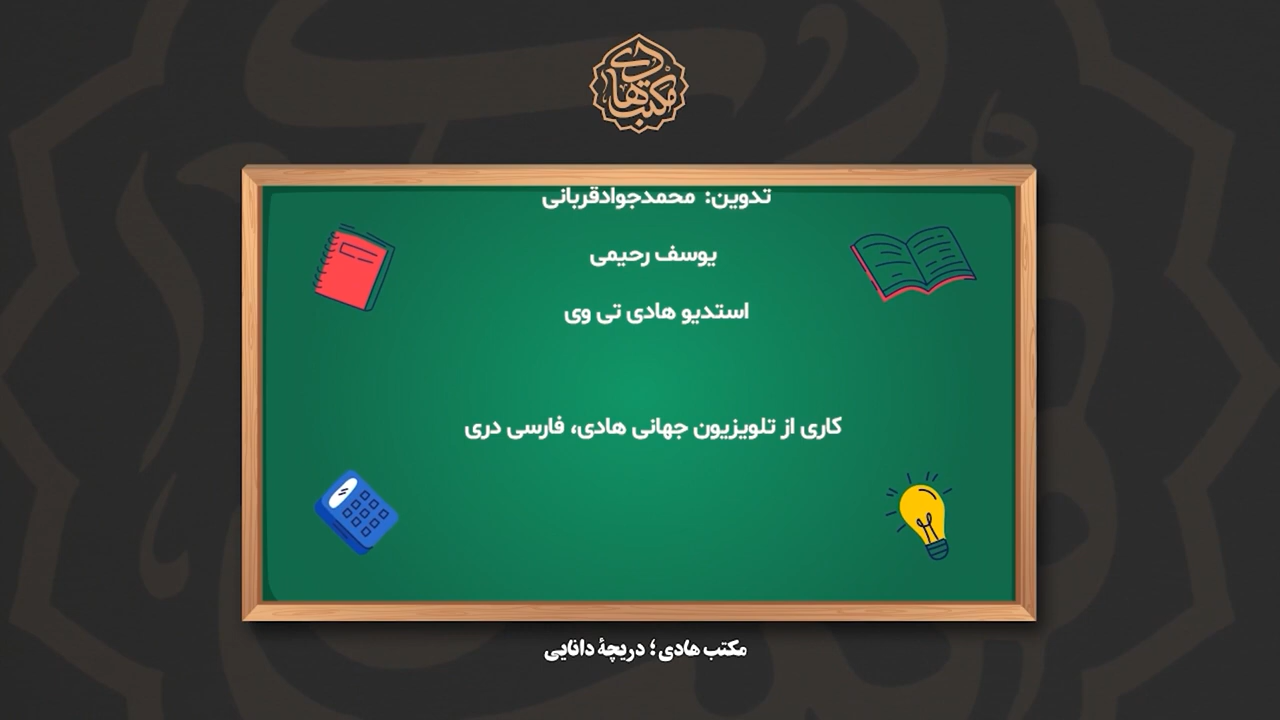 مکتب هادی
تدوین: محمدجوادقربانی
یوسف رحیمی
استدیو هادی تی وی
کاری از تلویزیون جهانی هادی، فارسی دری
مکتب هادی؛ دریچۀ دانایی